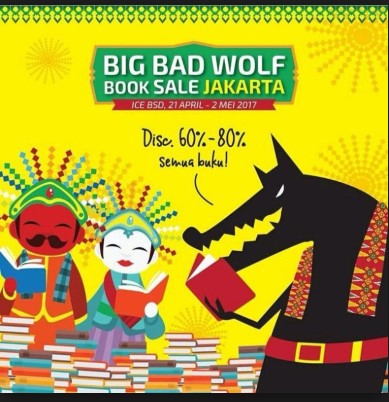 BIG BAD WOLF
BOOK SALE JAKARTA
ICE BSD, 21 APRIL - 2 MEI 2017
Disc. 60%-80%
semua buku!